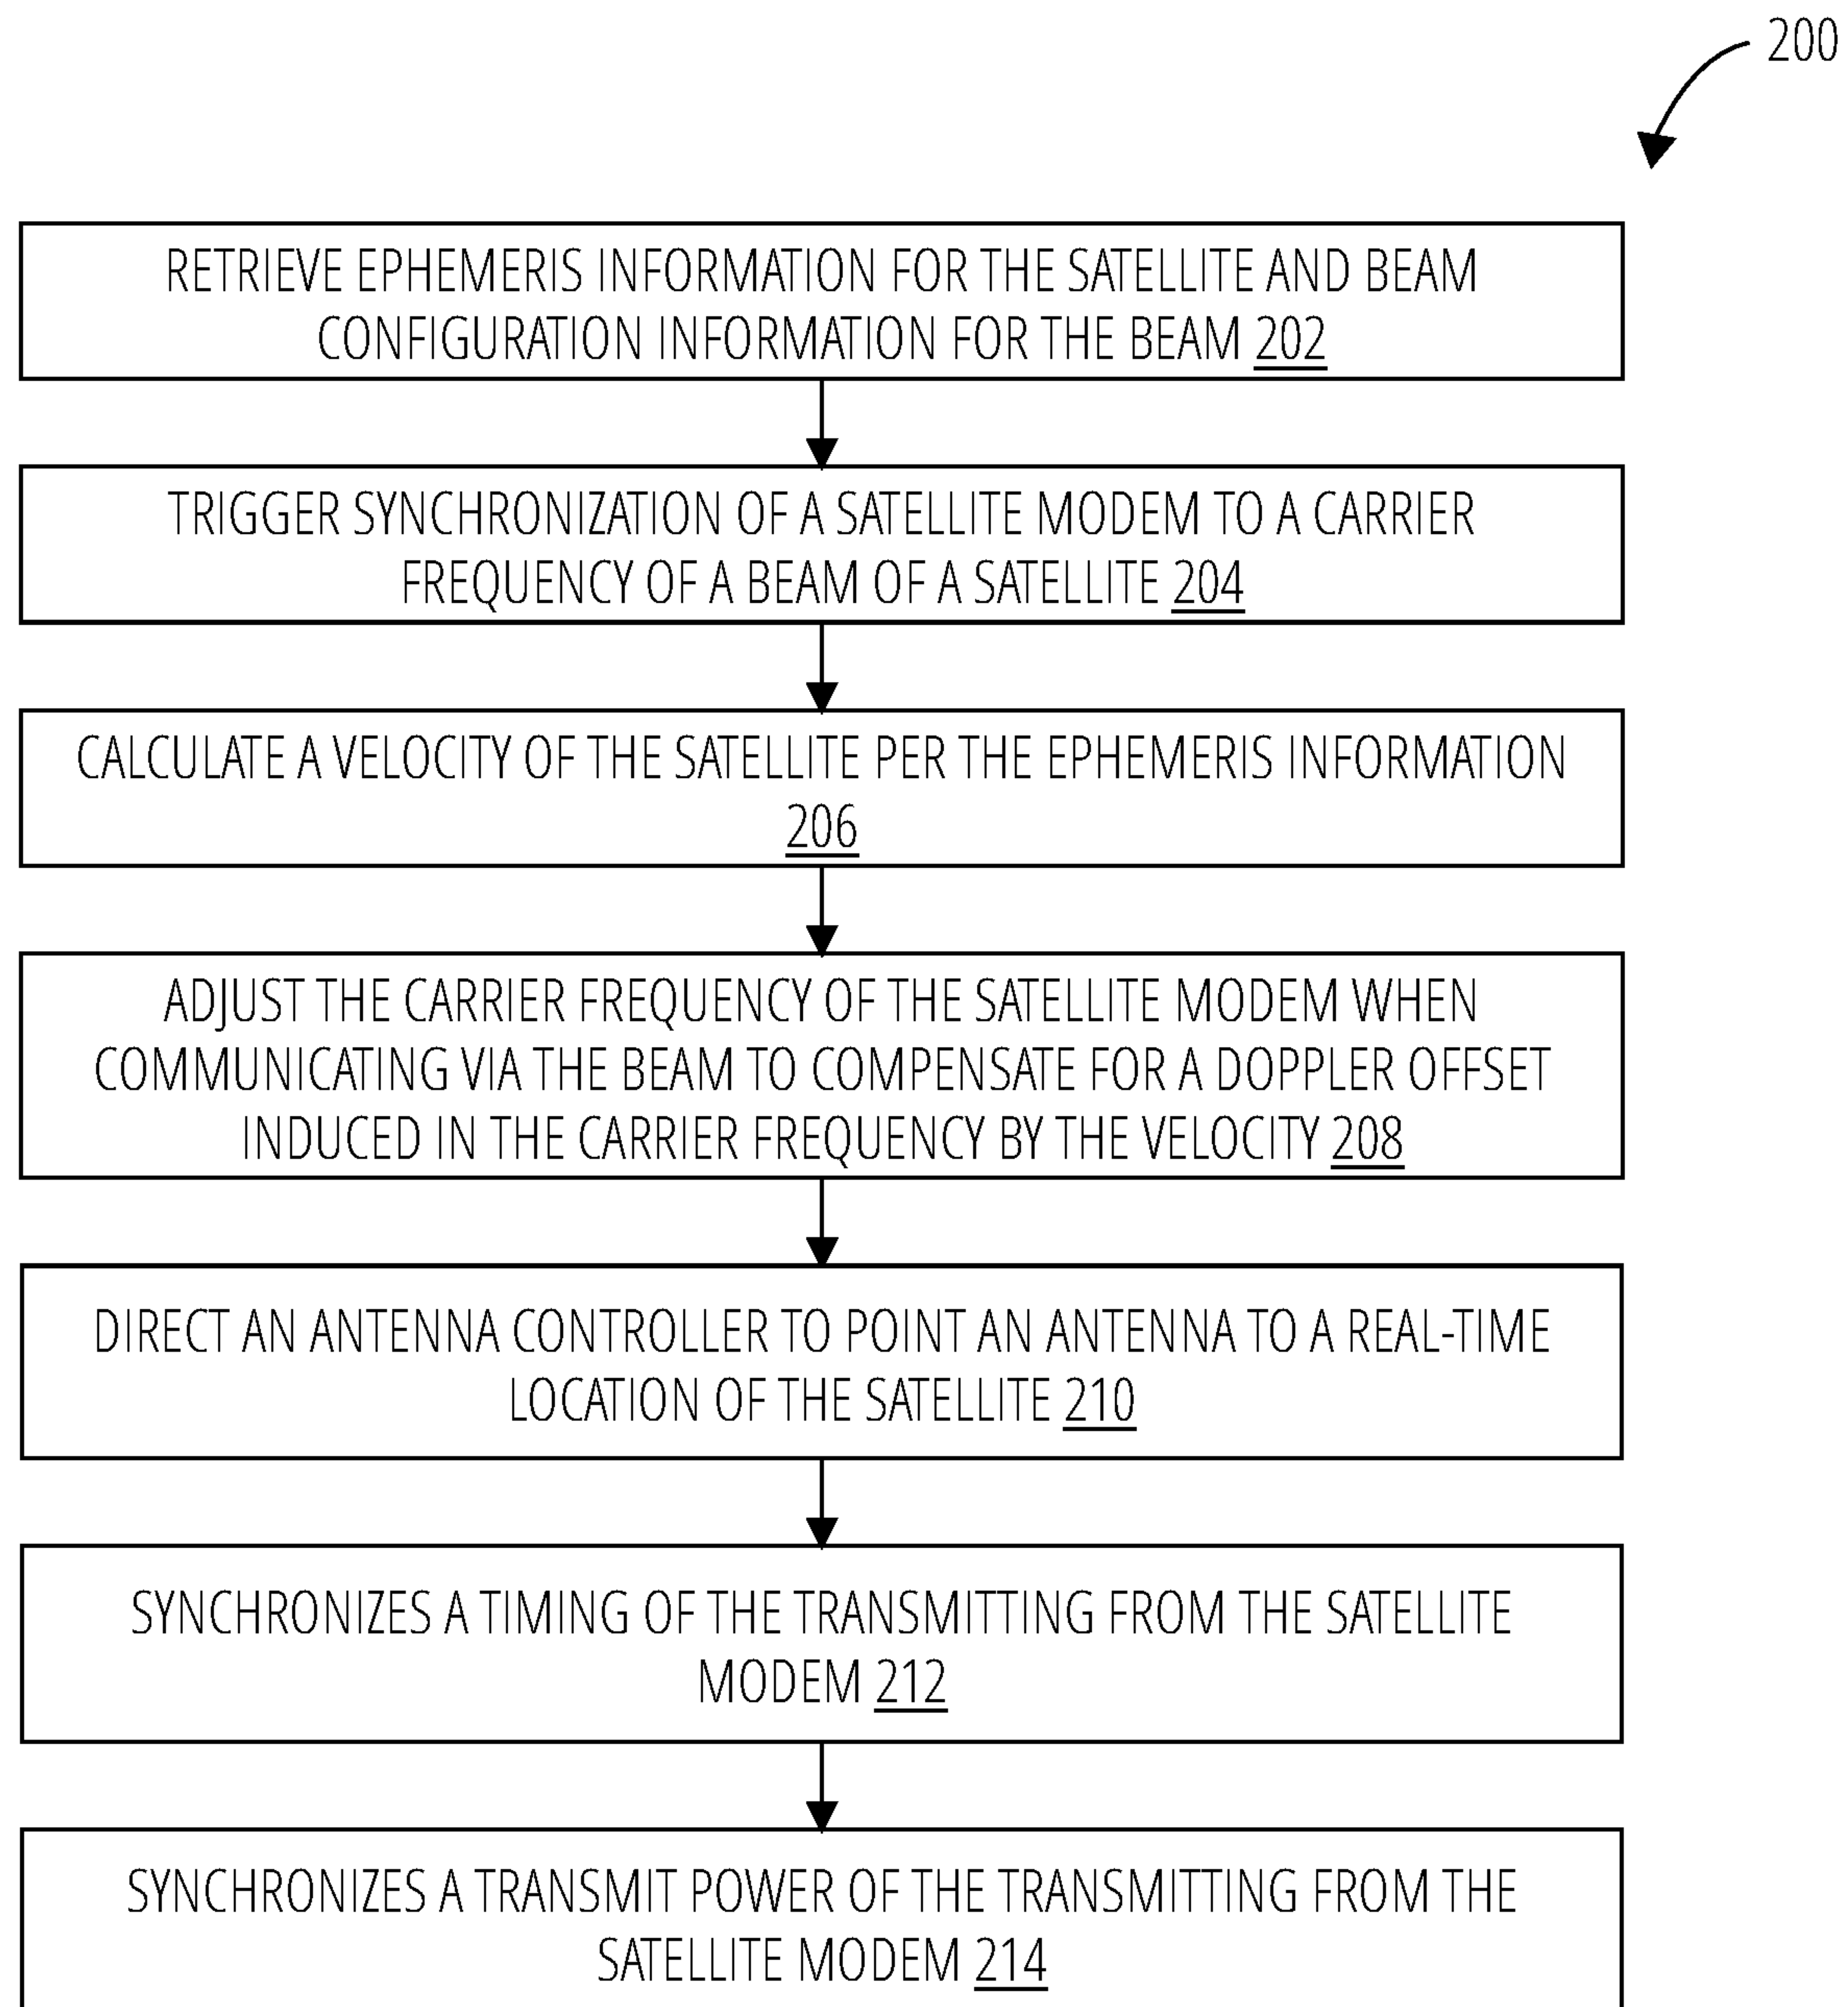 200
RETRIEVE EPHEMERIS INFORMATION FOR THE SATELLITE AND BEAM
CONFIGURATION INFORMATION FOR THE BEAM 202
TRIGGER SYNCHRONIZATION OF A SATELLITE MODEM TO A CARRIER
FREQUENCY OF A BEAM OF A SATELLITE 204
CALCULATE A VELOCITY OF THE SATELLITE PER THE EPHEMERIS INFORMATION
206
ADJUST THE CARRIER FREQUENCY OF THE SATELLITE MODEM WHEN
COMMUNICATING VIA THE BEAM TO COMPENSATE FOR A DOPPLER OFFSET
INDUCED IN THE CARRIER FREQUENCY BY THE VELOCITY 208
DIRECT AN ANTENNA CONTROLLER TO POINT AN ANTENNA TO A REAL-TIME
LOCATION OF THE SATELLITE 210
SYNCHRONIZES A TIMING OF THE TRANSMITTING FROM THE SATELLITE
MODEM 212
SYNCHRONIZES A TRANSMIT POWER OF THE TRANSMITTING FROM THE
SATELLITE MODEM 214